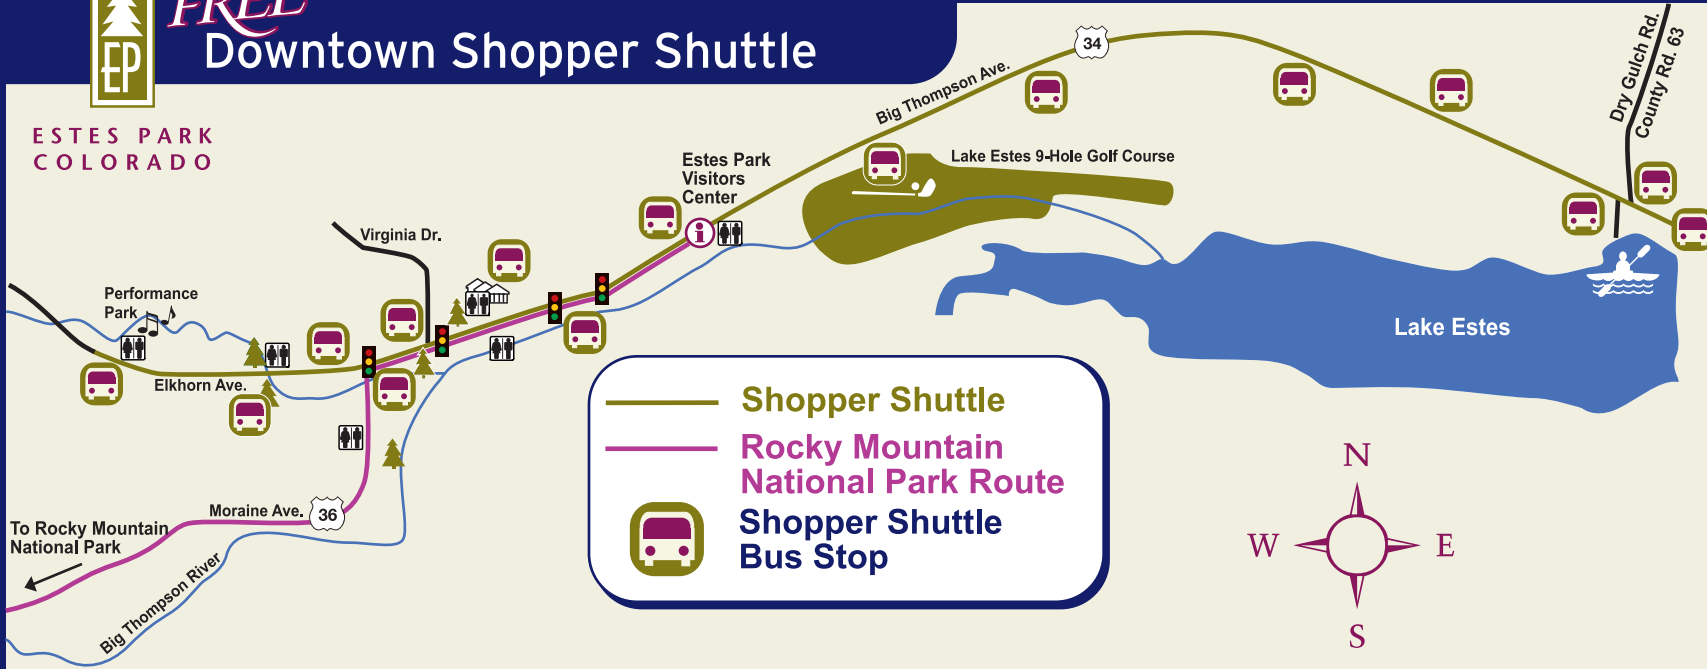 FREE
Downtown Shopper Shuttle
EP
ESTES PARK
COLORADO
34
Big Thompson Ave.
Dry Gulch Rd.
County Rd. 63
Estes Park
Visitors
Center
i
Lake Estes 9-Hole Golf Course
Virginia Dr.
Performance
Park
Elkhorn Ave.
Lake Estes
Moraine Ave.
36
To Rocky Mountain
National Park
Big Thompson River
Shopper Shuttle
Rocky Mountain
National Park Route
Shopper Shuttle
Bus Stop
N
W
E
S